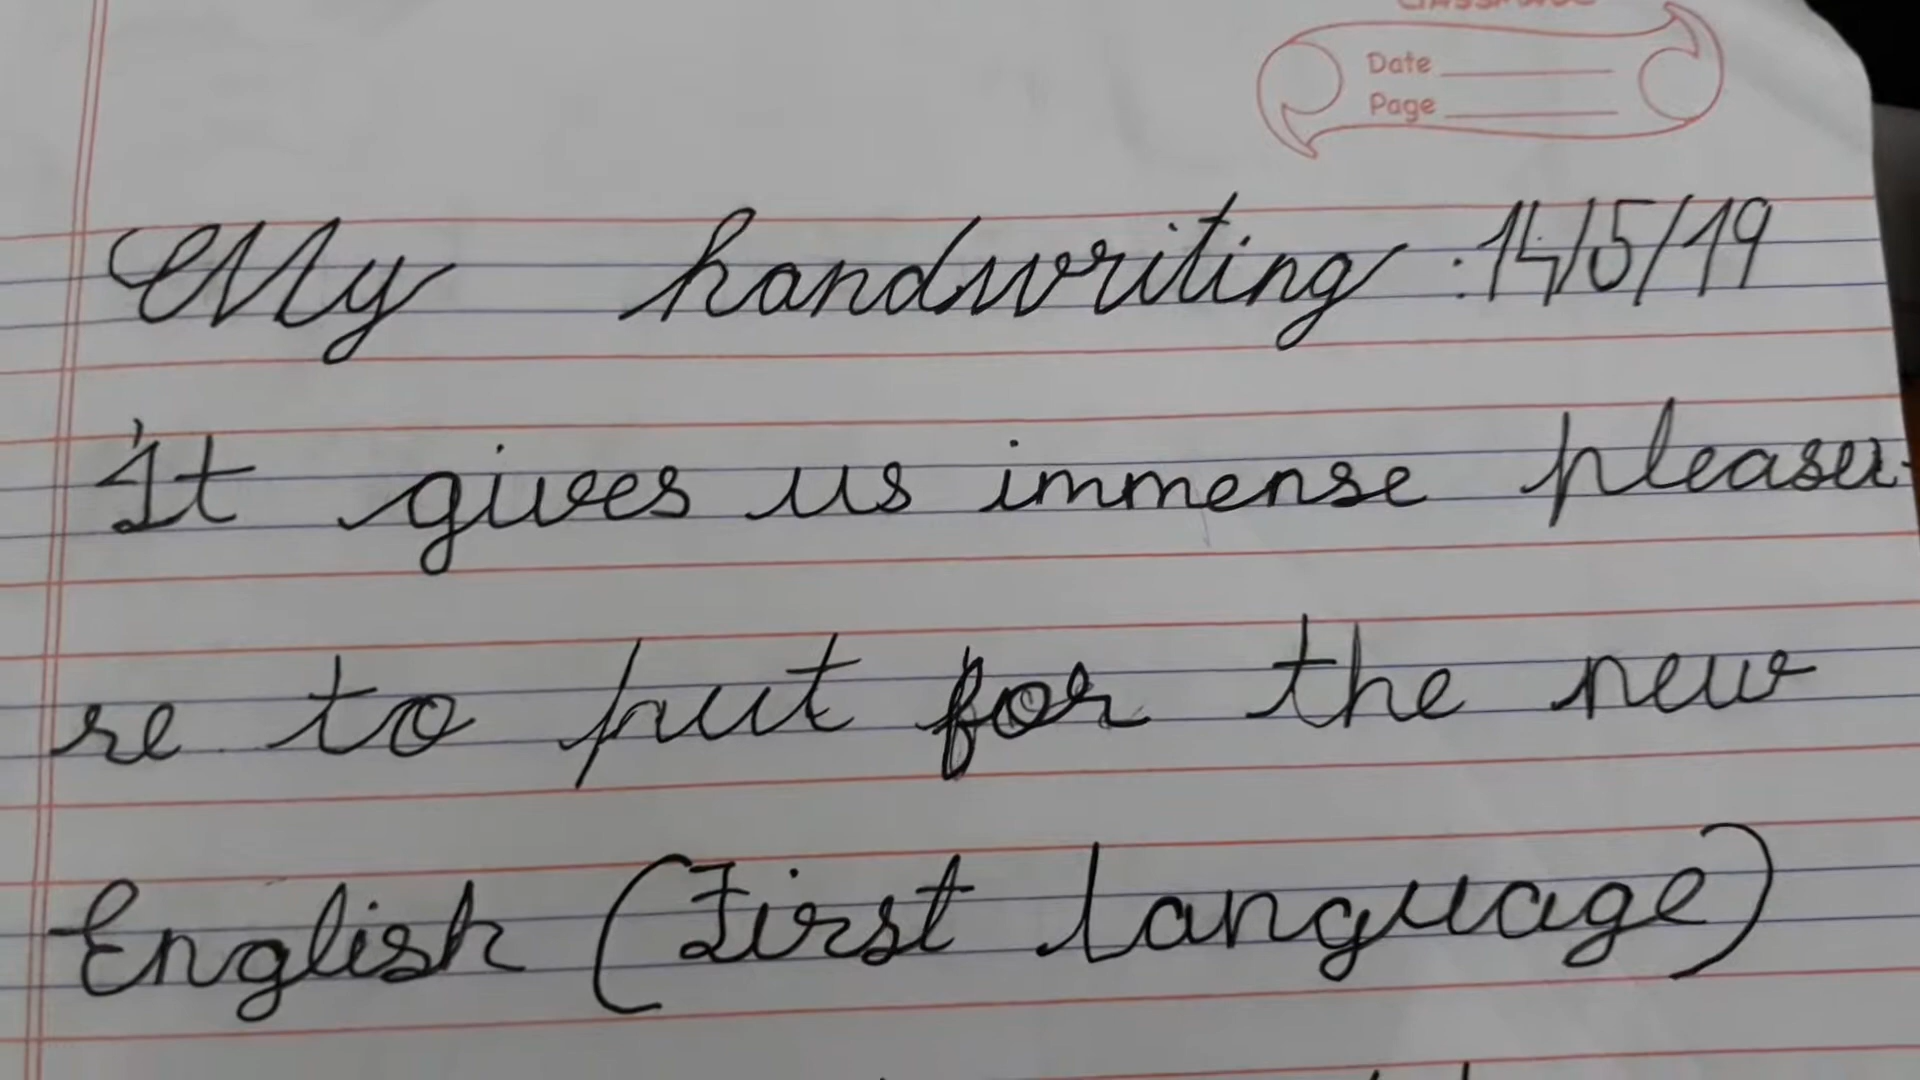 Date
Page
My handwriting :14/5/19
It gives us immense pleasu-
re to put for the new
English (First Language)